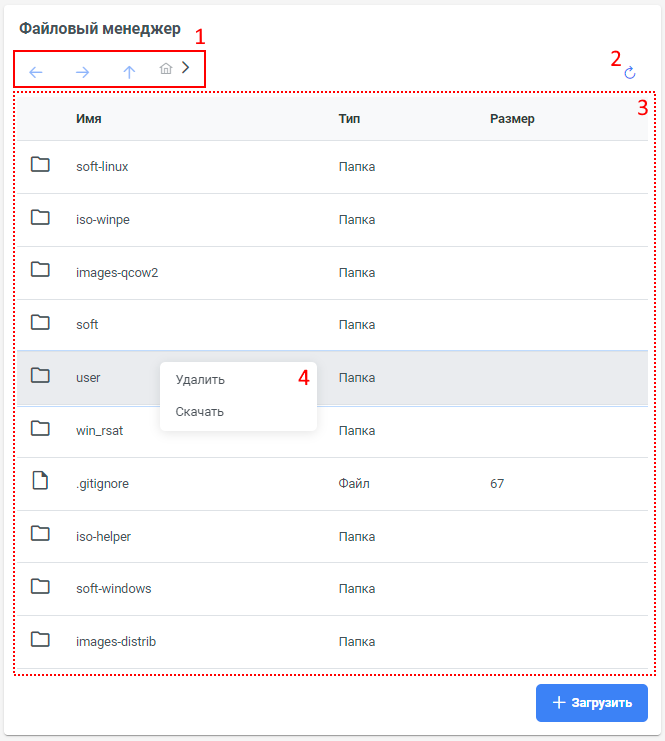 Файловый менеджер
1
2
3
Имя Тип Размер
soft-linux Папка
iso-winpe Папка
images-qcow2 Папка
soft Папка
user Папка
Удалить 4
Скачать
win_rsat Папка
.gitignore Файл 67
iso-helper Папка
soft-windows Папка
images-distrib Папка
+ Загрузить